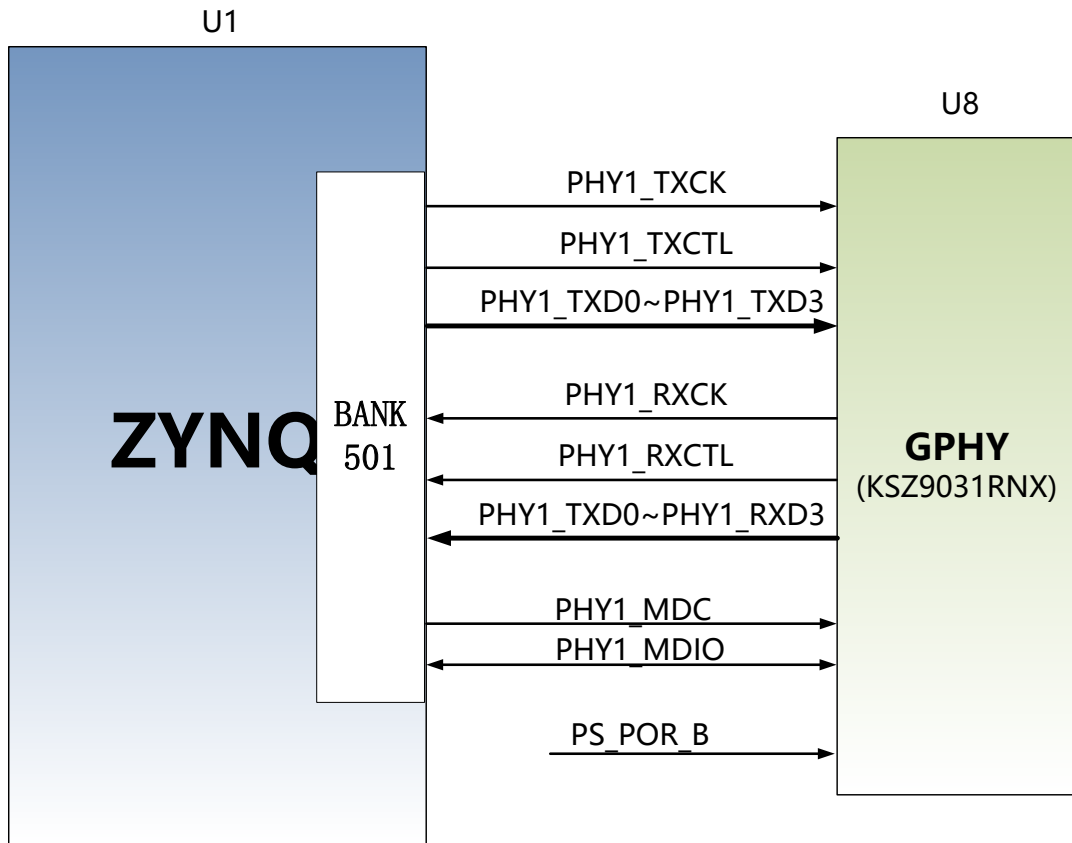 U1
U8
PHY1_TXCK
PHY1_TXCTL
PHY1_TXD0~PHY1_TXD3
PHY1_RXCK
PHY1_RXCTL
PHY1_TXD0~PHY1_RXD3
PHY1_MDC
PHY1_MDIO
PS_POR_B
ZYNQ
BANK
501
GPHY
(KSZ9031RNX)